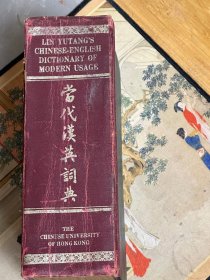 LIN YUTANG'S
CHINESE-ENGLISH
DICTIONARY OF
MODERN USAGE
當代漢英詞典
THE
CHINESE UNIVERSITY
OF HONG KONG